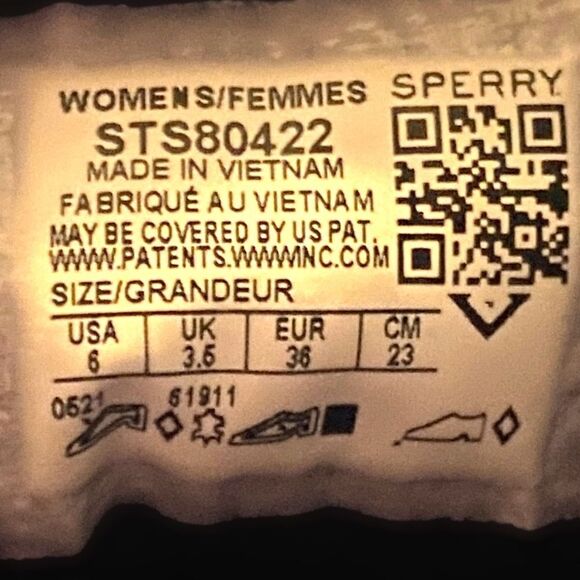 WOMENS/FEMMES
SPERRY
STS80422
MADE IN VIETNAM
FABRIQUÉ AU VIETNAM
MAY BE COVERED BY US PAT.
WWW.PATENTS.WWWINC.COM
SIZE/GRANDEUR
USA UK EUR CM
6 3.5 36 23
0521 61911